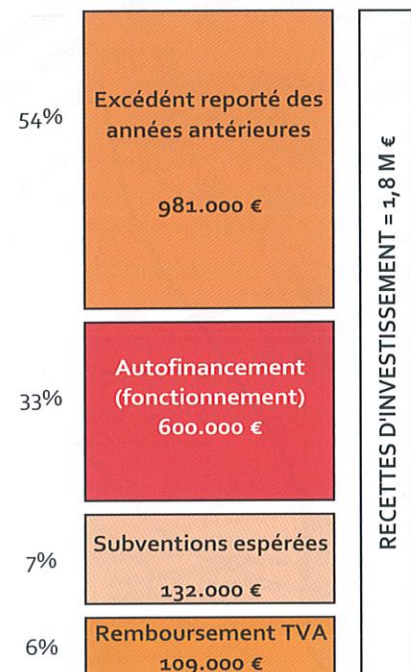 54%
Excédént reporté des
années antérieures
981.000 €
33%
Autofinancement
(fonctionnement)
600.000 €
7%
Subventions espérées
132.000 €
6%
Remboursement TVA
109.000 €
RECETTES D'INVESTISSEMENT = 1,8 M €